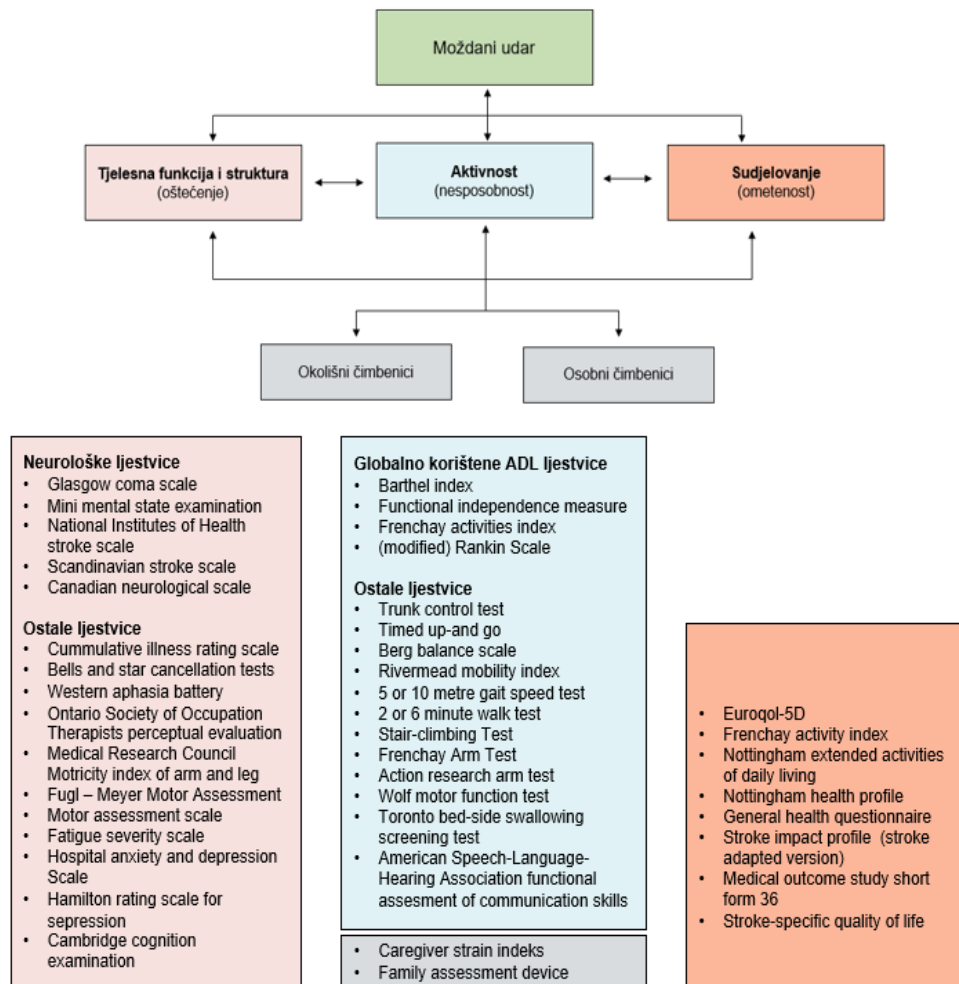 Moždani udar
Tjelesna funkcija i struktura
(oštećenje)
Aktivnost
(nesposobnost)
Sudjelovanje
(ometenost)
Okolišni čimbenici
Osobni čimbenici
Neurološke ljestvice
• Glasgow coma scale
• Mini mental state examination
• National Institutes of Health
stroke scale
• Scandinavian stroke scale
• Canadian neurological scale
Ostale ljestvice
• Cummulative illness rating scale
• Bells and star cancellation tests
• Western aphasia battery
• Ontario Society of Occupation
Therapists perceptual evaluation
• Medical Research Council
Motricity index of arm and leg
• Fugl – Meyer Motor Assessment
• Motor assessment scale
• Fatigue severity scale
• Hospital anxiety and depression
Scale
• Hamilton rating scale for
sepression
• Cambridge cognition
examination
Globalno korištene ADL ljestvice
• Barthel index
• Functional independence measure
• Frenchay activities index
• (modified) Rankin Scale
Ostale ljestvice
• Trunk control test
• Timed up-and go
• Berg balance scale
• Rivermead mobility index
• 5 or 10 metre gait speed test
• 2 or 6 minute walk test
• Stair-climbing Test
• Frenchay Arm Test
• Action research arm test
• Wolf motor function test
• Toronto bed-side swallowing
screening test
• American Speech-Language-
Hearing Association functional
assesment of communication skills
• Caregiver strain indeks
• Family assessment device
• Euroqol-5D
• Frenchay activity index
• Nottingham extended activities
of daily living
• Nottingham health profile
• General health questionnaire
• Stroke impact profile (stroke
adapted version)
• Medical outcome study short
form 36
• Stroke-specific quality of life